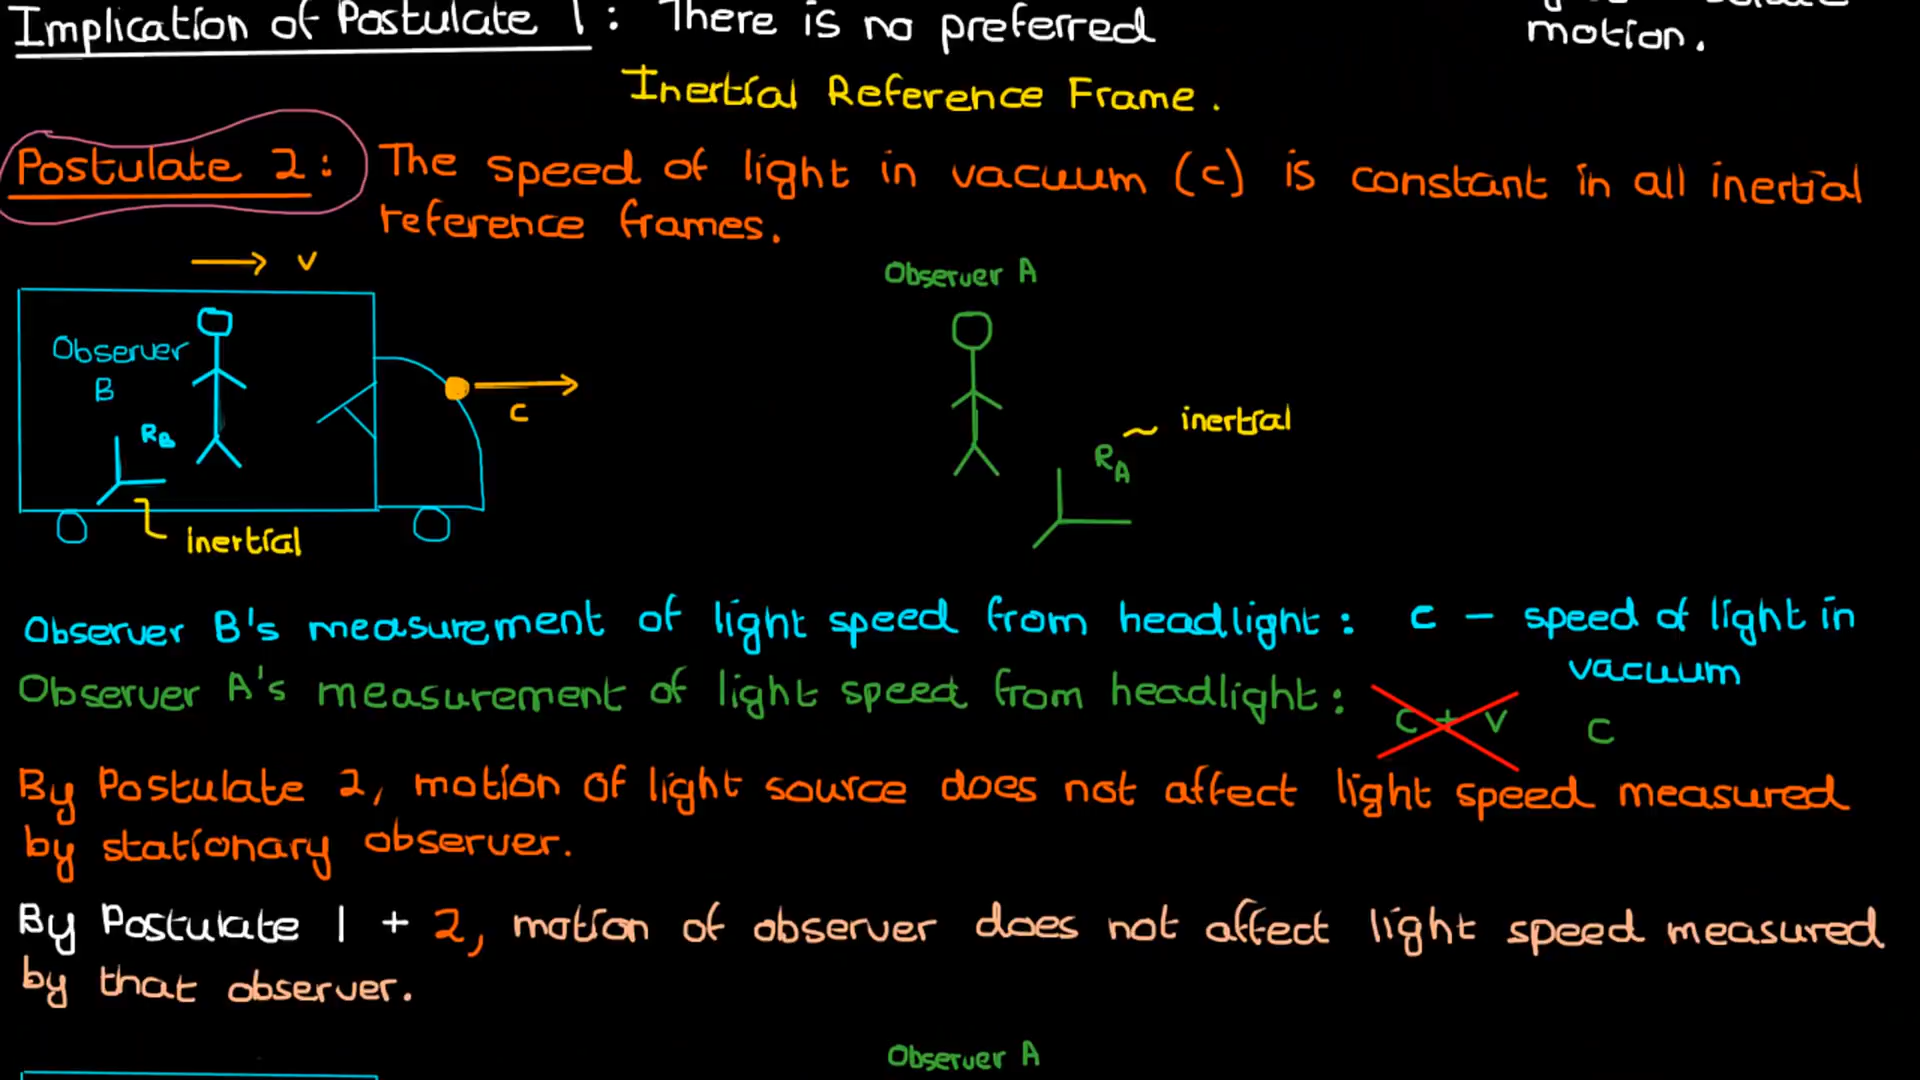 Implication of Postulate 1: There is no preferred
motion.
Inertial Reference Frame.
Postulate 2: The speed of light in vacuum (c) is constant in all inertial
reference frames.
v
Observer A
Observer
B
c
inertial
RB
RA
inertial
Observer B's measurement of light speed from headlight: c - speed of light in
vacuum
Observer A's measurement of light speed from headlight: c + v c
By Postulate 2, motion of light source does not affect light speed measured
by stationary observer.
By Postulate 1 + 2, motion of observer does not affect light speed measured
by that observer.
Observer A